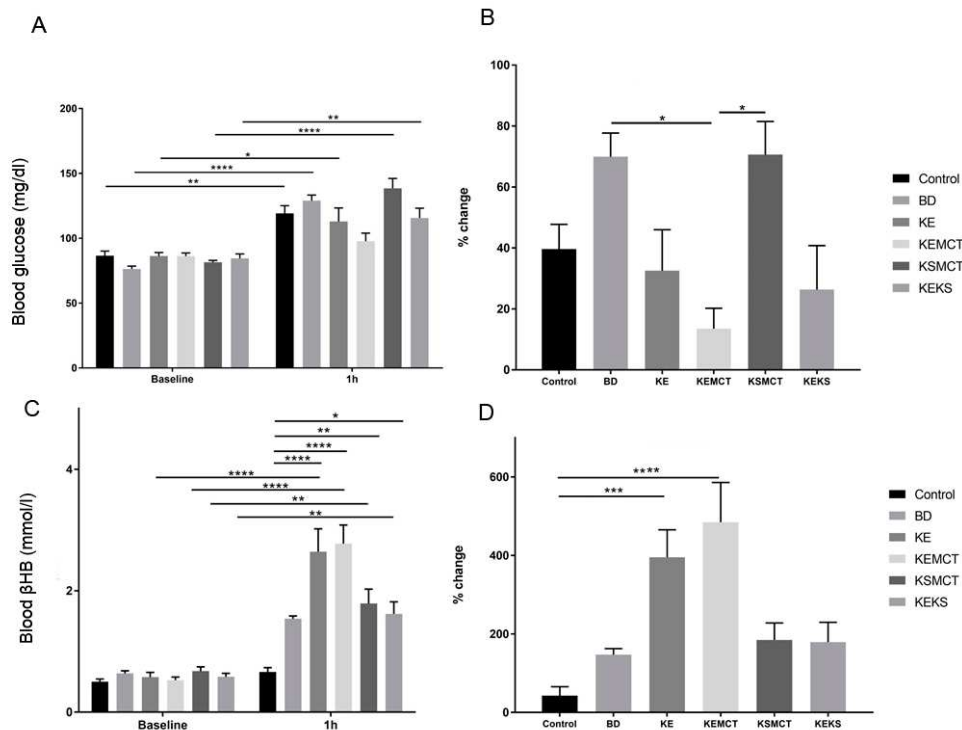 A
Blood glucose (mg/dl)
200
150
100
50
0
**
****
*
****
**
Baseline
1h
B
% change
100
80
60
40
20
0
*
*
Control
BD
KE
KEMCT
KSMCT
KEKS
Control
BD
KE
KEMCT
KSMCT
KEKS
C
Blood βHB (mmol/l)
4
2
0
*
**
****
****
****
****
**
**
Baseline
1h
D
% change
600
400
200
0
****
***
Control
BD
KE
KEMCT
KSMCT
KEKS
Control
BD
KE
KEMCT
KSMCT
KEKS